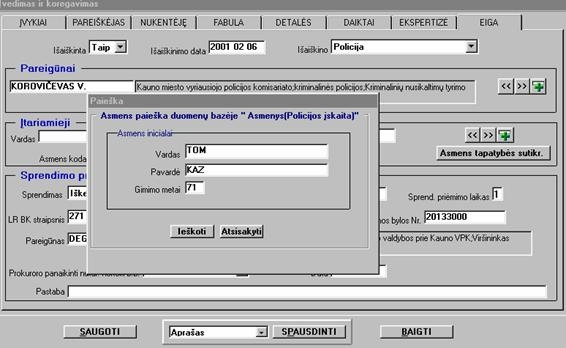 vedimas ir koregavimas
ĮVYKIAI PAREIŠKĖJAS NUKENTĖJĘ FABULA DETALĖS DAIKTAI EKSPERTIZĖ EIGA
Išaiškinta Taip Išaiškinimo data 2001 02 06 Išaiškino Policija
Pareigūnai
KOROVIČEVAS V. Kauno miesto vyriausiojo policijos komisariato;kriminalinės policijos;Kriminalinių nusikaltimų tyrimo << >>
Paieška
Asmens paieška duomenų bazėje " Asmenys(Policijos įskaita)"
Įtariamieji
Asmens inicialai
Vardas
Vardas TOM
<< >>
Asmens koda
Asmens tapatybės sutikr.
Pavardė KAZ
Sprendimo pr
Gimimo metai 71
Sprendimas Iške
Sprend. priėmimo laikas 1
LR BK straipsnis 271
nos bylos Nr. 20133000
Ieškoti Atsisakyti
Pareigūnas DEG
o valdybos prie Kauno VPK;Viršininkas
Prokuroro panaikinti
Pastaba
SAUGOTI Aprašas SPAUSDINTI BAIGTI